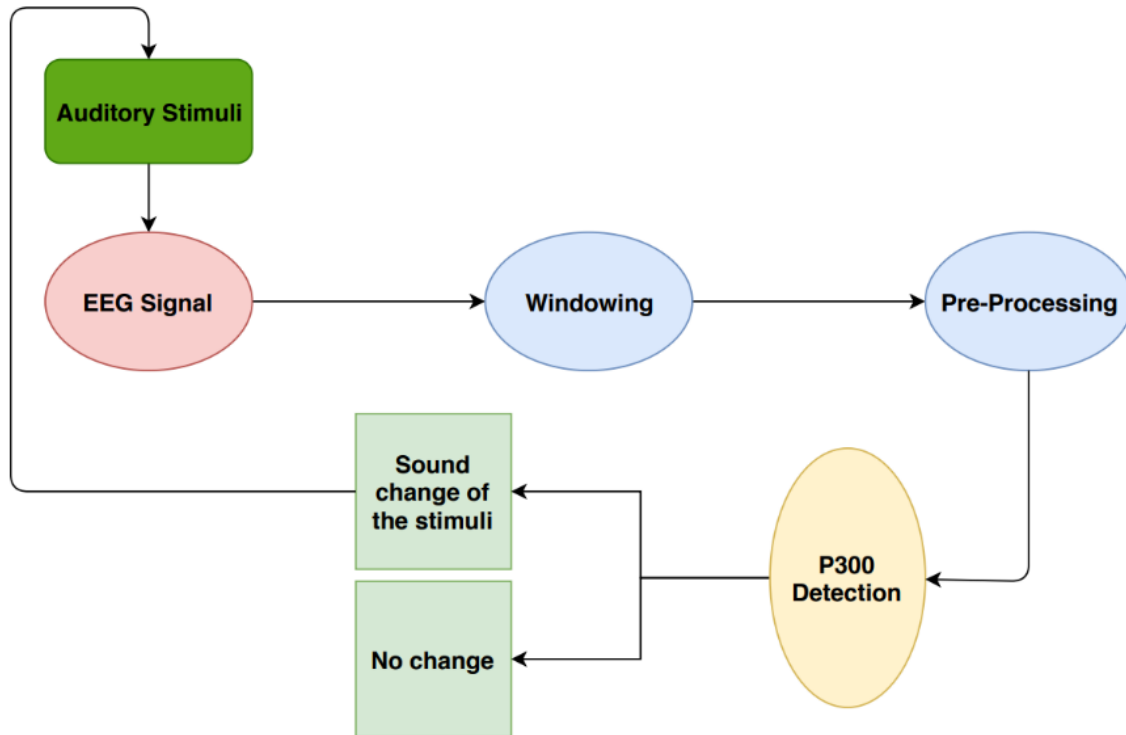 Auditory Stimuli
EEG Signal
Windowing
Pre-Processing
Sound
change of
the stimuli
P300
Detection
No change